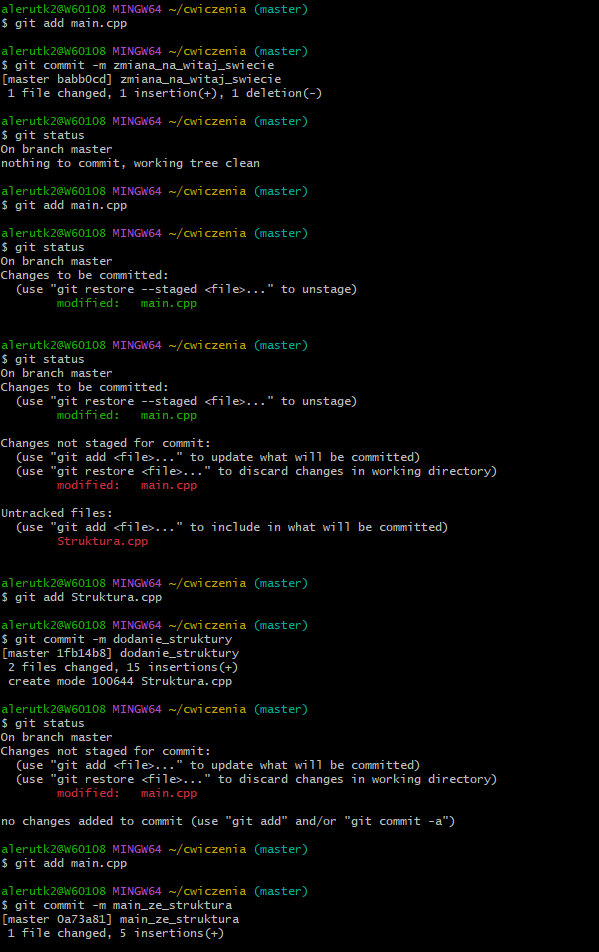 alerutk2@W60108 MINGW64 ~/cwiczenia (master)
$ git add main.cpp
alerutk2@W60108 MINGW64 ~/cwiczenia (master)
$ git commit -m zmiana_na_witaj_swiecie
[master babb0cd] zmiana_na_witaj_swiecie
 1 file changed, 1 insertion(+), 1 deletion(-)
alerutk2@W60108 MINGW64 ~/cwiczenia (master)
$ git status
On branch master
nothing to commit, working tree clean
alerutk2@W60108 MINGW64 ~/cwiczenia (master)
$ git add main.cpp
alerutk2@W60108 MINGW64 ~/cwiczenia (master)
$ git status
On branch master
Changes to be committed:
  (use "git restore --staged <file>..." to unstage)
        modified:   main.cpp
alerutk2@W60108 MINGW64 ~/cwiczenia (master)
$ git status
On branch master
Changes to be committed:
  (use "git restore --staged <file>..." to unstage)
        modified:   main.cpp
Changes not staged for commit:
  (use "git add <file>..." to update what will be committed)
  (use "git restore <file>..." to discard changes in working directory)
        modified:   main.cpp
Untracked files:
  (use "git add <file>..." to include in what will be committed)
        Struktura.cpp
alerutk2@W60108 MINGW64 ~/cwiczenia (master)
$ git add Struktura.cpp
alerutk2@W60108 MINGW64 ~/cwiczenia (master)
$ git commit -m dodanie_struktury
[master 1fb14b8] dodanie_struktury
 2 files changed, 15 insertions(+)
 create mode 100644 Struktura.cpp
alerutk2@W60108 MINGW64 ~/cwiczenia (master)
$ git status
On branch master
Changes not staged for commit:
  (use "git add <file>..." to update what will be committed)
  (use "git restore <file>..." to discard changes in working directory)
        modified:   main.cpp
no changes added to commit (use "git add" and/or "git commit -a")
alerutk2@W60108 MINGW64 ~/cwiczenia (master)
$ git add main.cpp
alerutk2@W60108 MINGW64 ~/cwiczenia (master)
$ git commit -m main_ze_struktura
[master 0a73a81] main_ze_struktura
 1 file changed, 5 insertions(+)